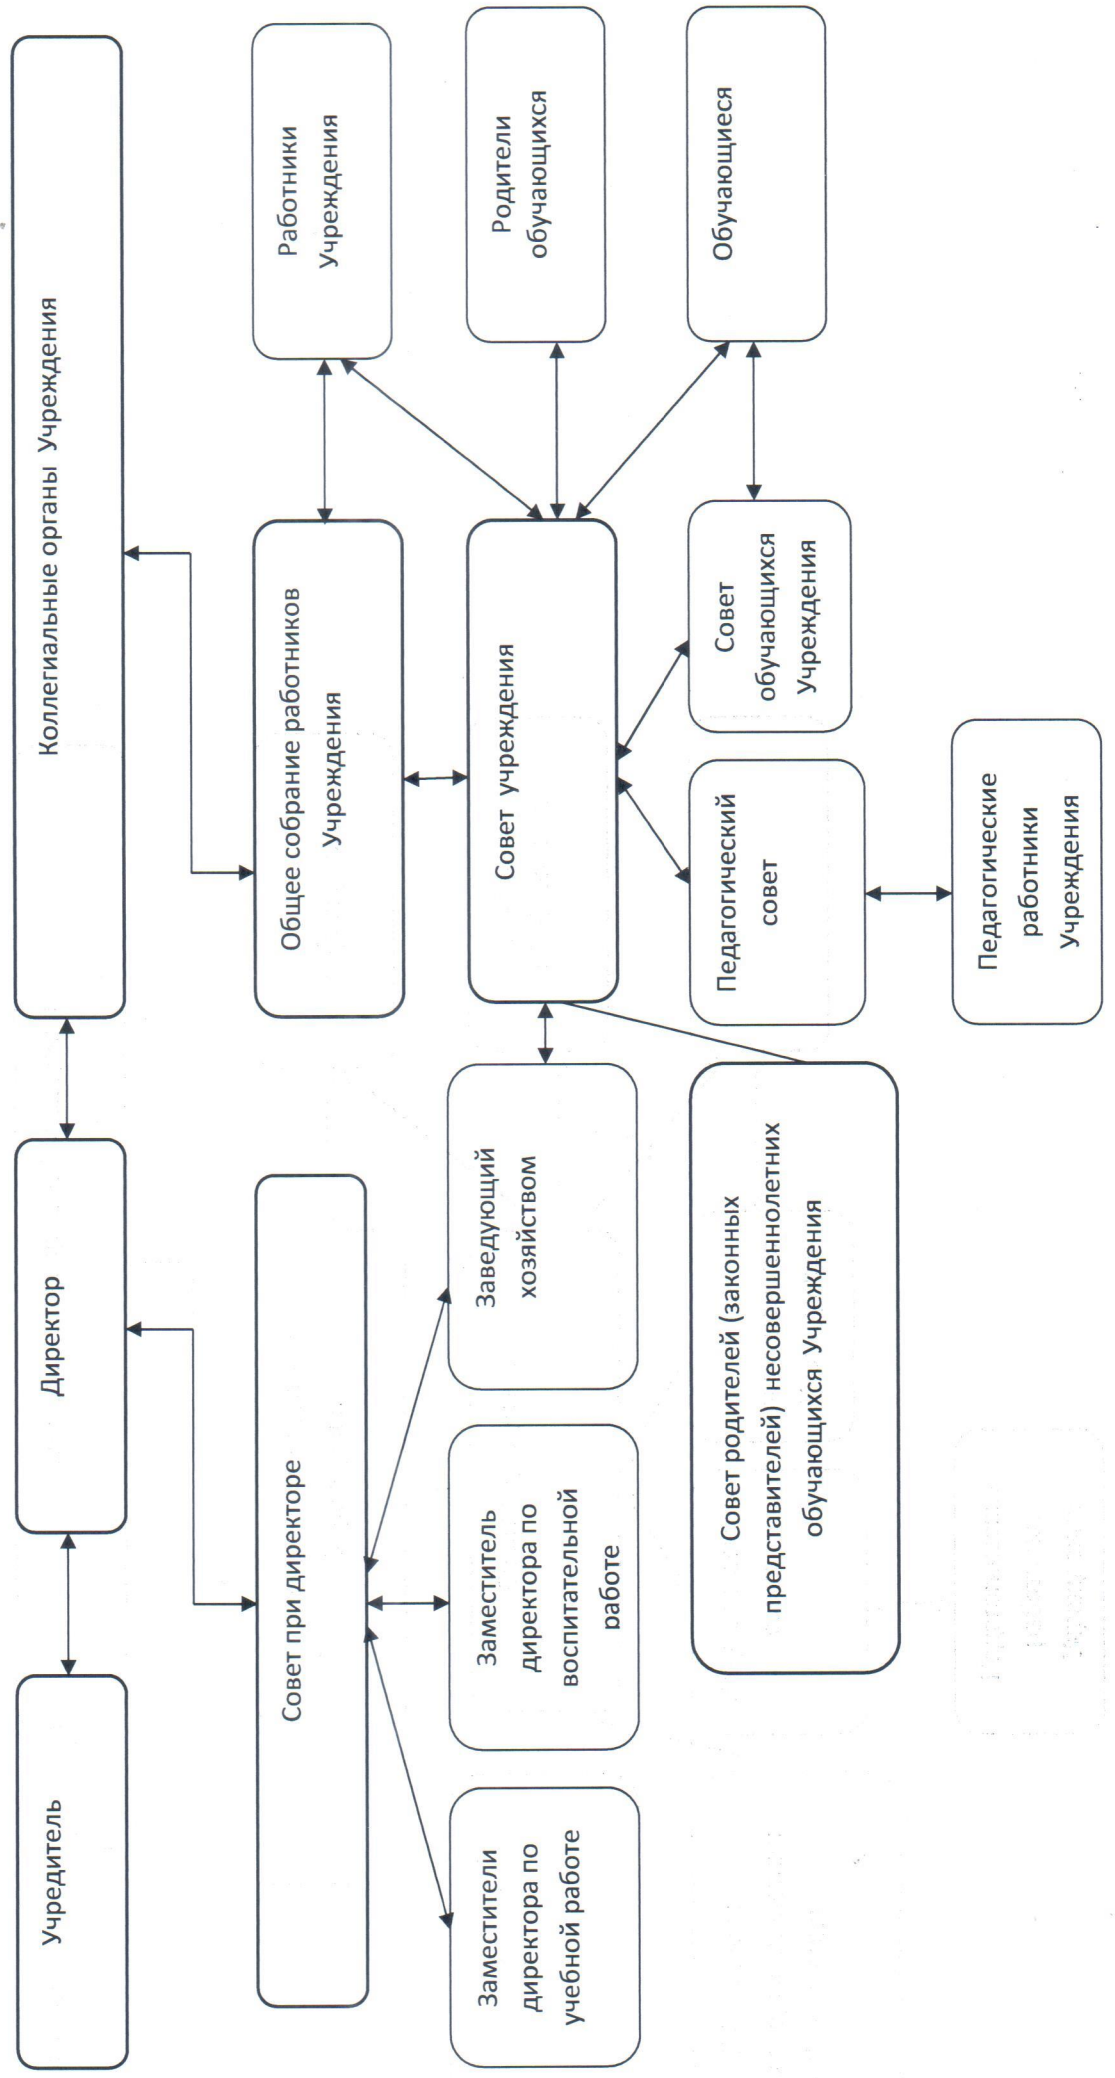 Учредитель
Директор
Коллегиальные органы Учреждения
Совет при директоре
Общее собрание работников
Учреждения
Работники
Учреждения
Заместители
директора по
учебной работе
Заместитель
директора по
воспитательной
работе
Заведующий
хозяйством
Совет учреждения
Родители
обучающихся
Совет родителей (законных
представителей) несовершеннолетних
обучающихся Учреждения
Педагогический
совет
Совет
обучающихся
Учреждения
Обучающиеся
Педагогические
работники
Учреждения